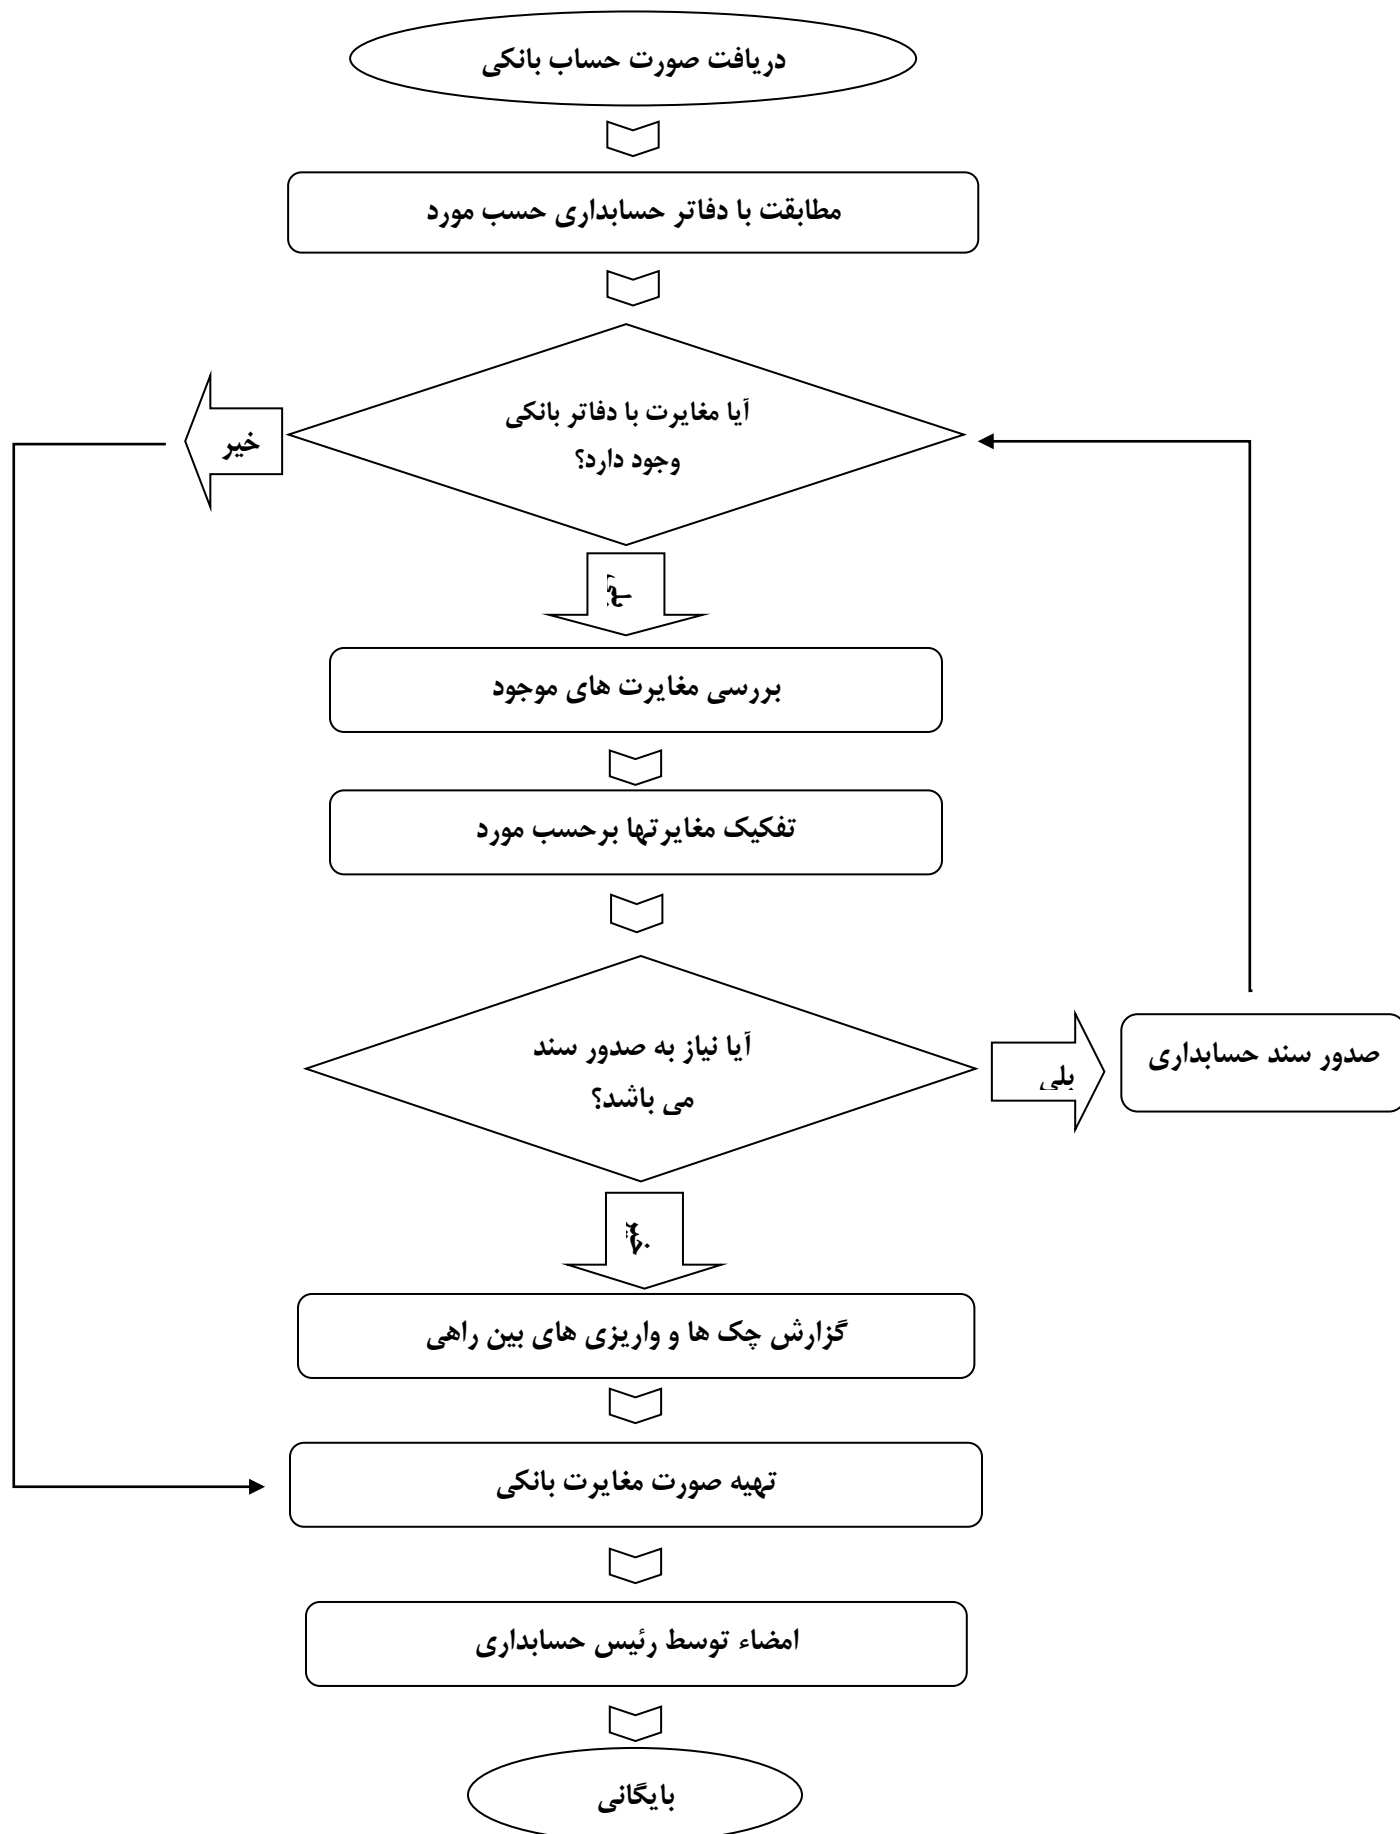 دریافت صورت حساب بانکی
مطابقت با دفاتر حسابداری حسب مورد
آیا مغایرت با دفاتر بانکی
وجود دارد؟
خیر
بلی
بررسی مغایرت های موجود
تفکیک مغایرتها برحسب مورد
آیا نیاز به صدور سند
می باشد؟
بلی
صدور سند حسابداری
خیر
گزارش چک ها و واریزی های بین راهی
تهیه صورت مغایرت بانکی
امضاء توسط رئیس حسابداری
بایگانی